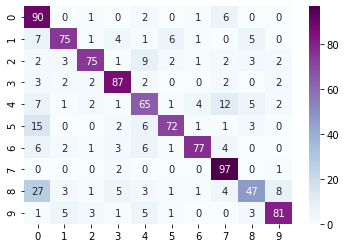 0 90 0 1 0 2 0 1 6 0 0
1 7 75 1 4 1 6 1 0 5 0
2 2 3 75 1 9 2 1 2 3 2
3 3 2 2 87 2 0 0 2 0 2
4 7 1 2 1 65 1 4 12 5 2
5 15 0 0 2 6 72 1 1 3 0
6 6 2 1 3 6 1 77 4 0 0
7 0 0 0 2 0 0 0 97 0 1
8 27 3 1 5 3 1 1 4 47 8
9 1 5 3 1 5 1 0 0 3 81
0 1 2 3 4 5 6 7 8 9
80
60
40
20
0